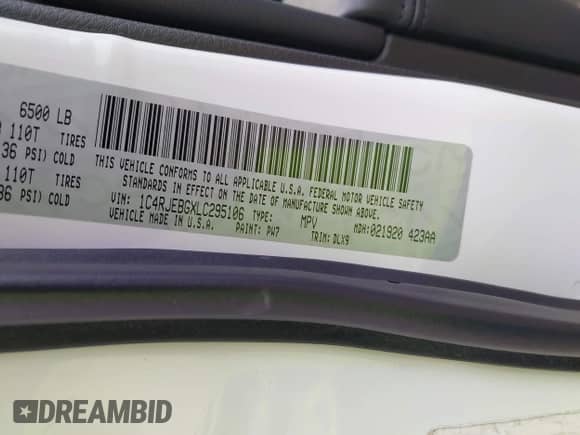 6500 LB
110T TIRES
36 PSI) COLD
110T TIRES
36 PSI) COLD
THIS VEHICLE CONFORMS TO ALL APPLICABLE U.S.A. FEDERAL MOTOR VEHICLE SAFETY
STANDARDS IN EFFECT ON THE DATE OF MANUFACTURE SHOWN ABOVE.
VIN: 1C4RJEBGXLC295106 TYPE: MPV MDH:021920 423AA
MADE IN U.S.A. PAINT: PW7 TRIM: DLX9
DREAMBID